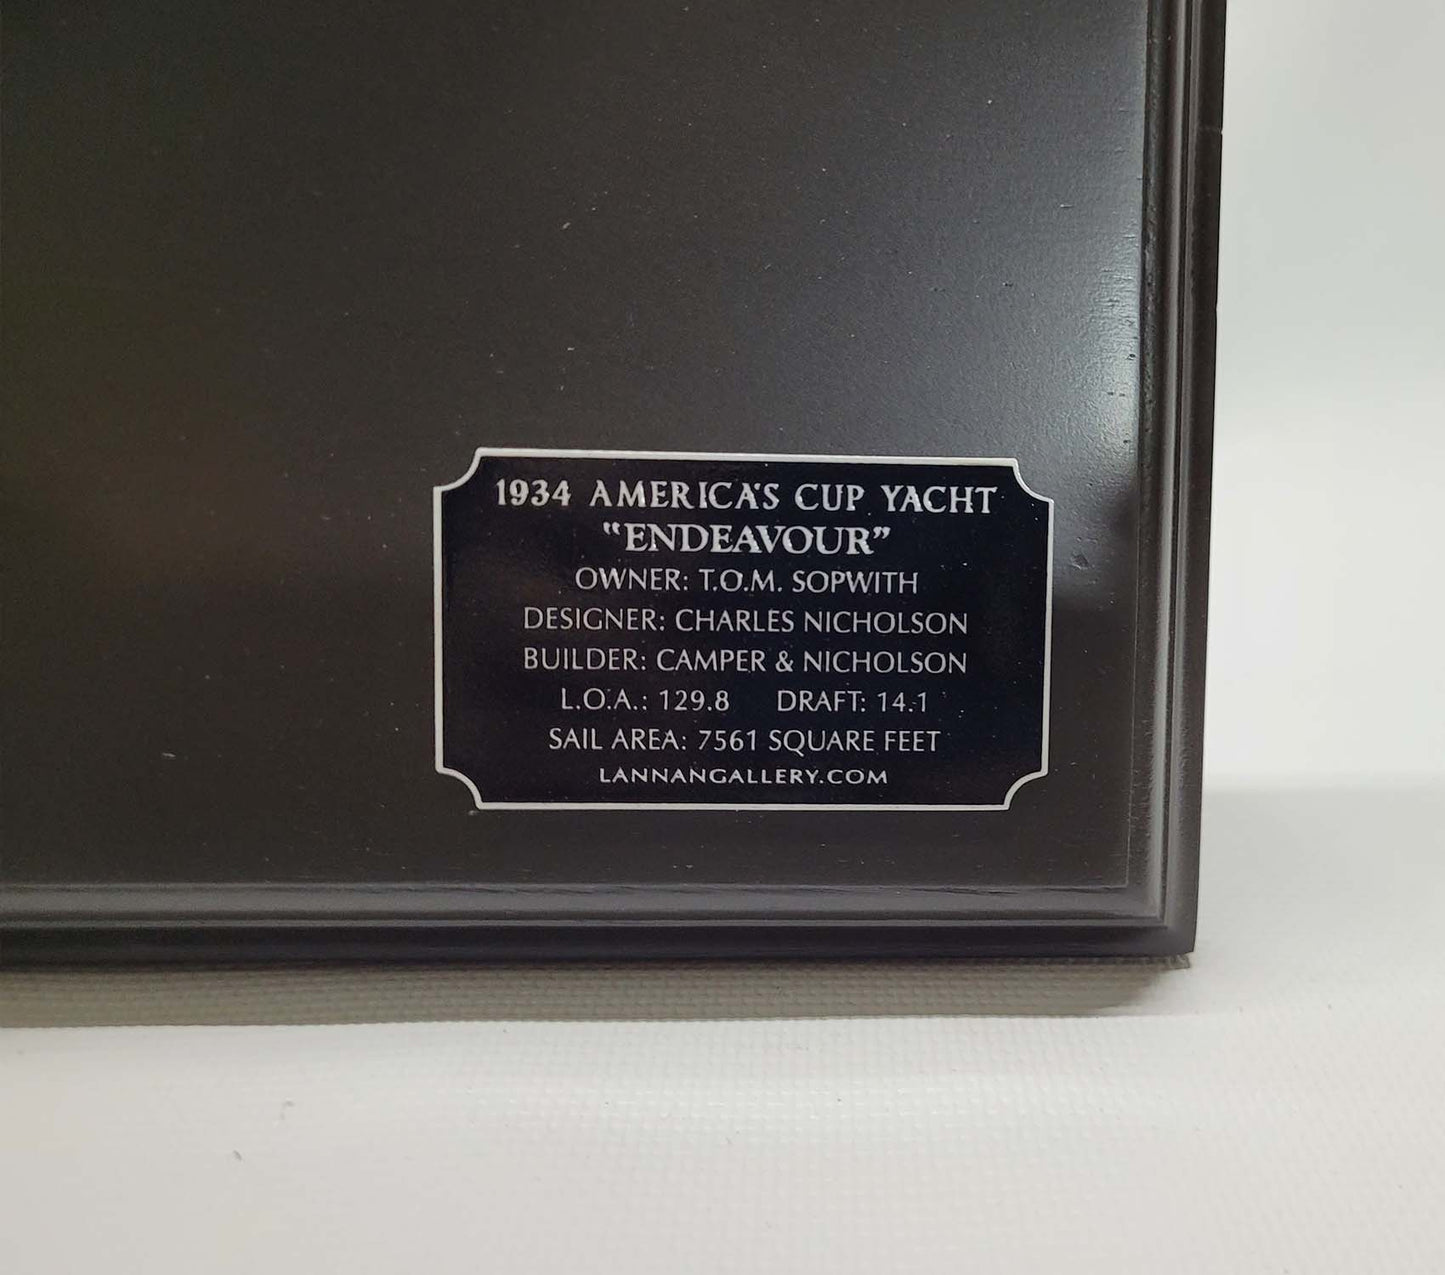 1934 AMERICA'S CUP YACHT
"ENDEAVOUR"
OWNER: T.O.M. SOPWITH
DESIGNER: CHARLES NICHOLSON
BUILDER: CAMPER & NICHOLSON
L.O.A.: 129.8 DRAFT: 14.1
SAIL AREA: 7561 SQUARE FEET
LANNANGALLERY.COM